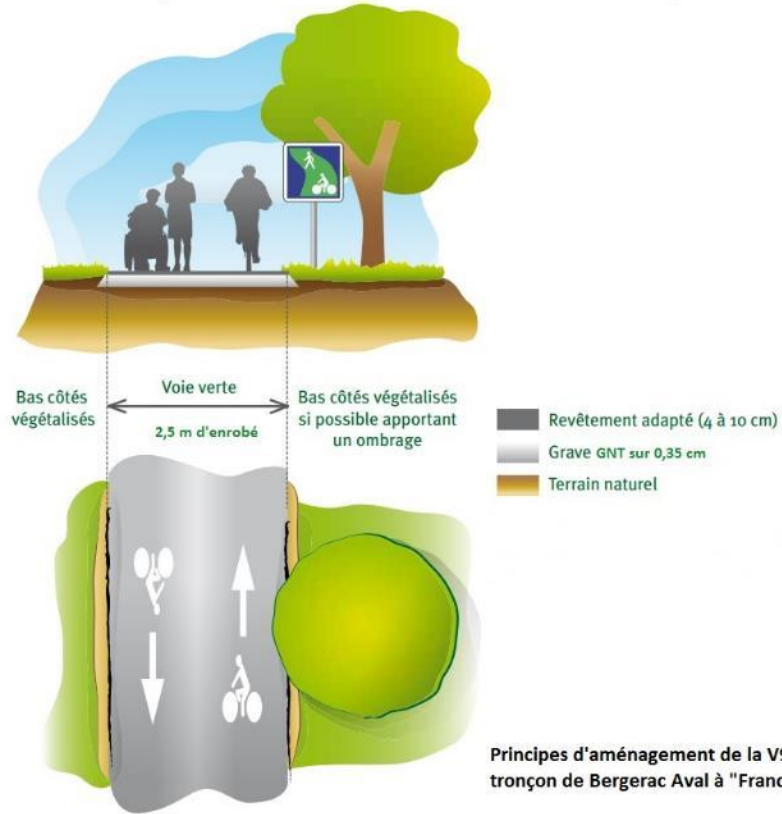 Bas côtés
végétalisés
Voie verte
2,5 m d'enrobé
Bas côtés végétalisés
si possible apportant
un ombrage
Revêtement adapté (4 à 10 cm)
Grave GNT sur 0,35 cm
Terrain naturel
Principes d'aménagement de la
tronçon de Bergerac Aval à